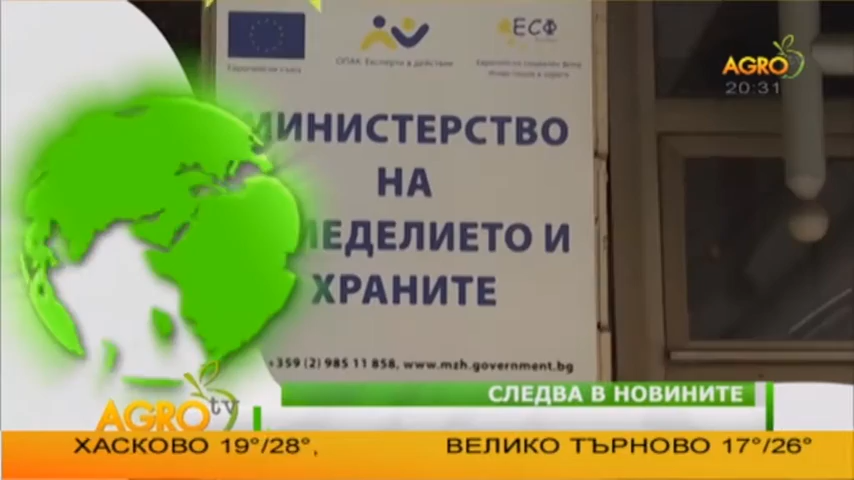 ОПАК. Експерти в действие
ЕСФ
AGRO
20:31
МИНИСТЕРСТВО
НА
МЕДЕЛИЕТО И
ХРАНИТЕ
+359 (2) 985 11 858, www.mzh.government.bg
СЛЕДВА В НОВИНИТЕ
AGRO tv
ХАСКОВО 19°/28°, ВЕЛИКО ТЪРНОВО 17°/26°